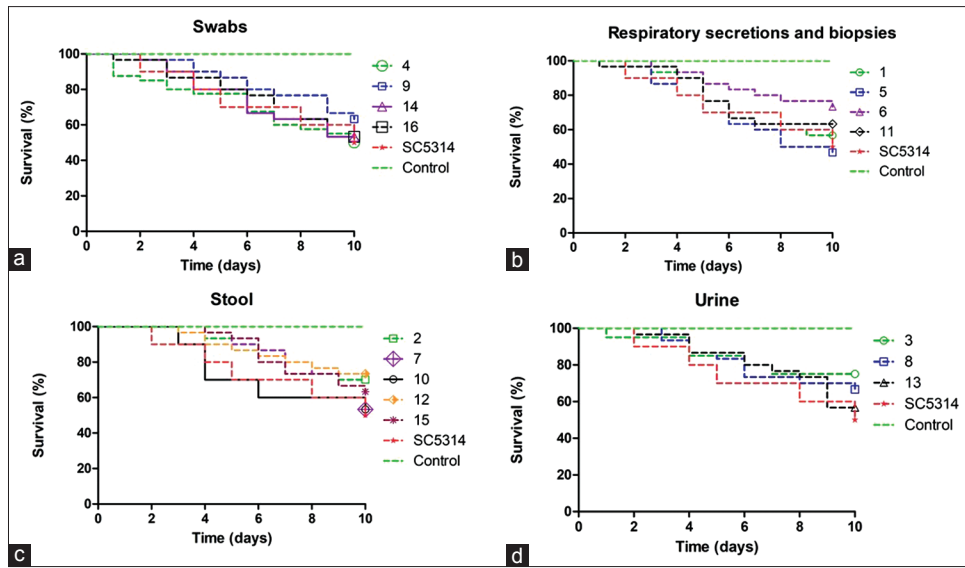 Swabs
Survival (%)
100
80
60
40
20
0
0 2 4 6 8 10
Time (days)
4
9
14
16
SC5314
Control
a
Respiratory secretions and biopsies
Survival (%)
100
80
60
40
20
0
0 2 4 6 8 10
Time (days)
1
5
6
11
SC5314
Control
b
Stool
Survival (%)
100
80
60
40
20
0
0 2 4 6 8 10
Time (days)
2
7
10
12
15
SC5314
Control
c
Urine
Survival (%)
100
80
60
40
20
0
0 2 4 6 8 10
Time (days)
3
8
13
SC5314
Control
d